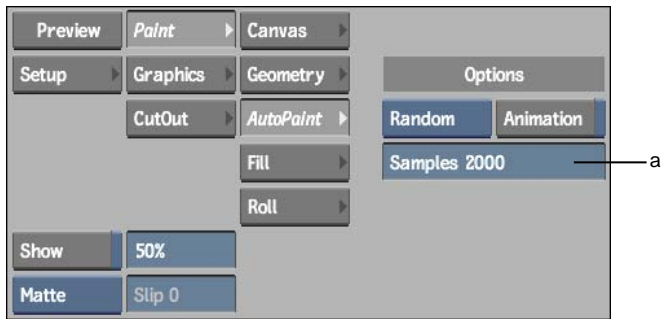 Preview Paint Canvas
Setup Graphics Geometry Options
CutOut AutoPaint Random Animation
Fill Samples 2000 a
Roll
Show 50%
Matte Slip 0